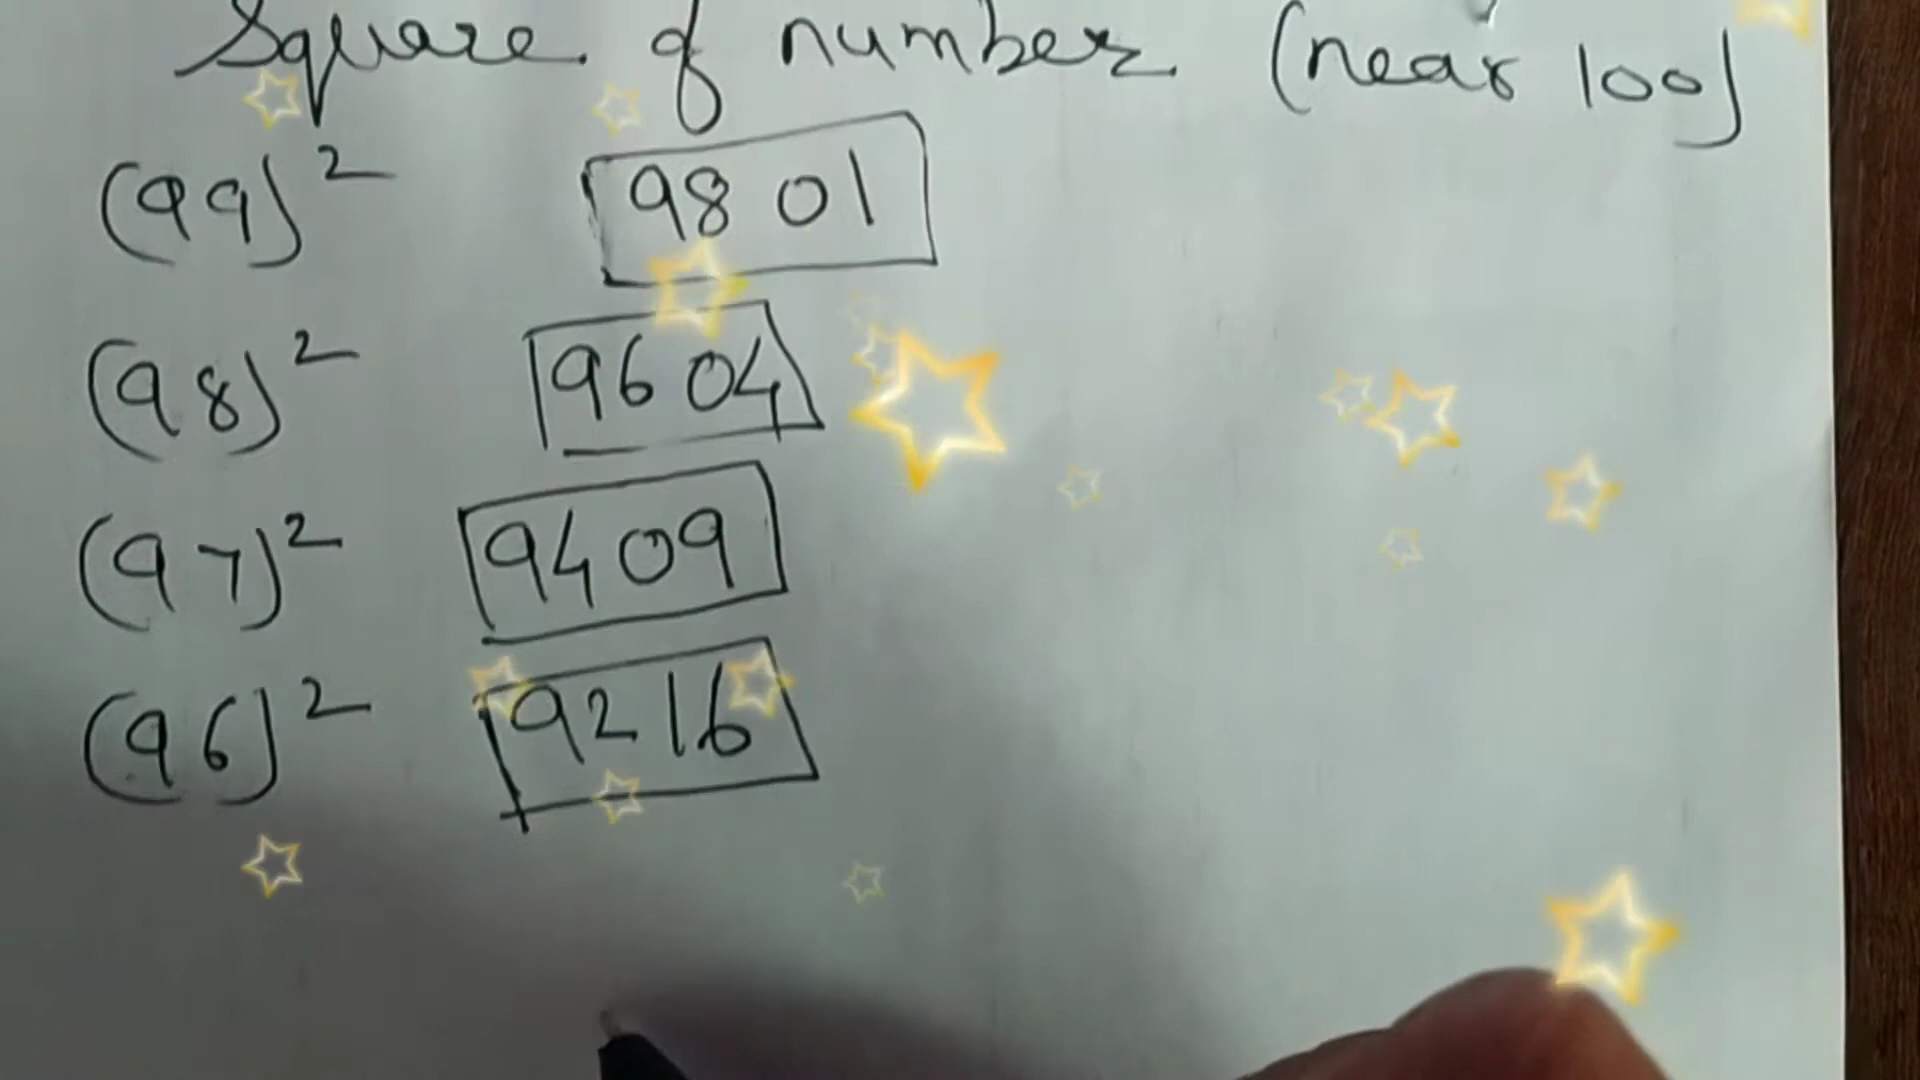 Square of number (near 100)
(99)² 9801
(98)² 9604
(97)² 9409
(96)² 9216